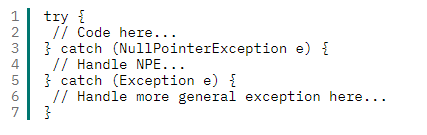 1 try {
2  // Code here...
3 } catch (NullPointerException e) {
4  // Handle NPE...
5 } catch (Exception e) {
6  // Handle more general exception here...
7 }